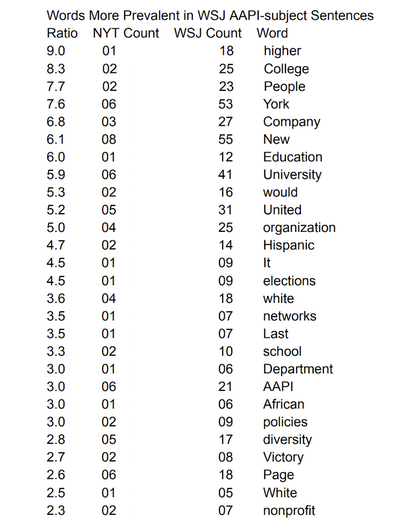 Words More Prevalent in WSJ AAPI-subject Sentences
Ratio NYT Count WSJ Count Word
9.0 01 18 higher
8.3 02 25 College
7.7 02 23 People
7.6 06 53 York
6.8 03 27 Company
6.1 08 55 New
6.0 01 12 Education
5.9 06 41 University
5.3 02 16 would
5.2 05 31 United
5.0 04 25 organization
4.7 02 14 Hispanic
4.5 01 09 It
4.5 01 09 elections
3.6 04 18 white
3.5 01 07 networks
3.5 01 07 Last
3.3 02 10 school
3.0 01 06 Department
3.0 06 21 AAPI
3.0 01 06 African
3.0 02 09 policies
2.8 05 17 diversity
2.7 02 08 Victory
2.6 06 18 Page
2.5 01 05 White
2.3 02 07 nonprofit